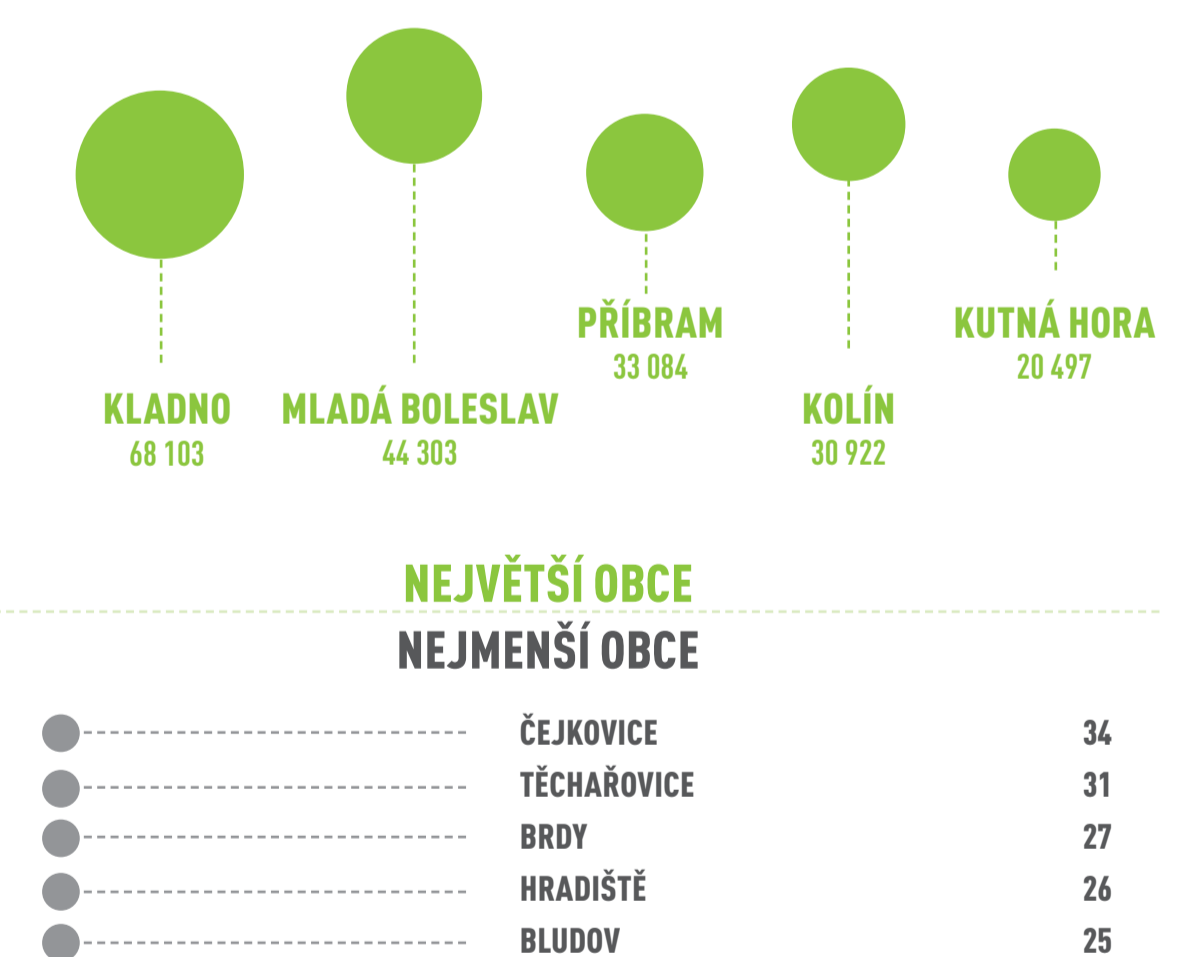 KLADNO
68 103
MLADÁ BOLESLAV
44 303
PŘÍBRAM
33 084
KOLÍN
30 922
KUTNÁ HORA
20 497
NEJVĚTŠÍ OBCE
NEJMENŠÍ OBCE
ČEJKOVICE 34
TĚCHAŘOVICE 31
BRDY 27
HRADIŠTĚ 26
BLUDOV 25